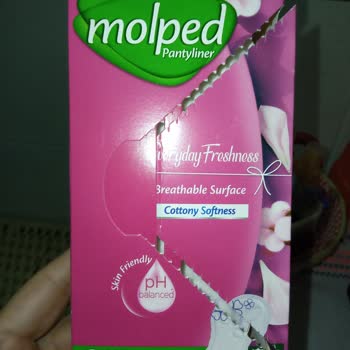 molped
Pantyliner
Everyday Freshness
Breathable Surface
Cottony Softness
Skin Friendly
pH
balanced